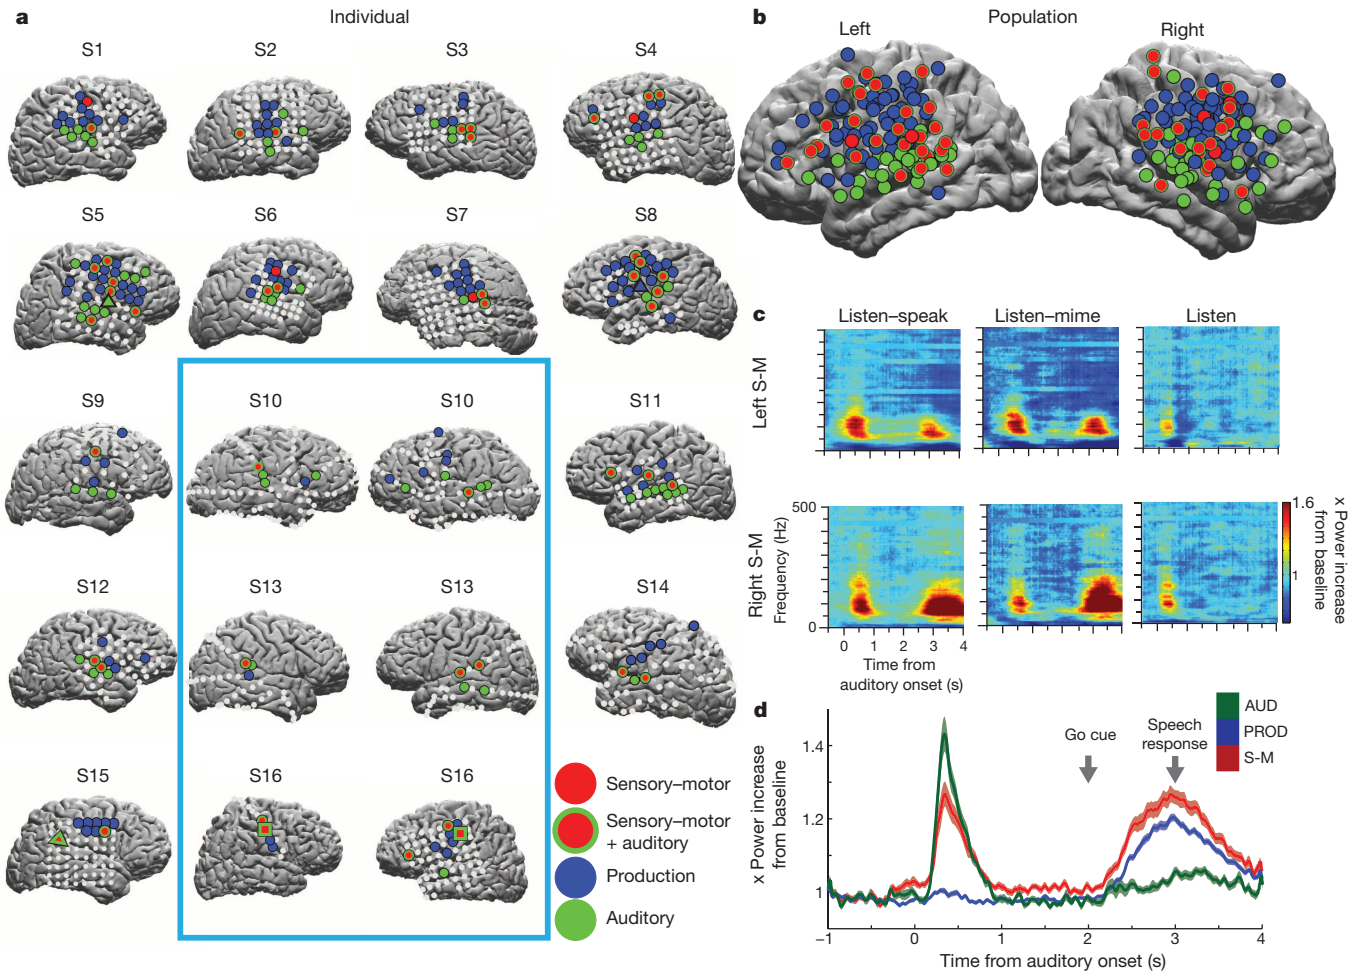 a
Individual
S1
S2
S3
S4
S5
S6
S7
S8
S9
S10
S10
S11
S12
S13
S13
S14
S15
S16
S16
Sensory–motor
Sensory–motor
+ auditory
Production
Auditory
b
Population
Left
Right
c
Listen–speak
Listen–mime
Listen
Left S-M
Right S-M
Frequency (Hz)
500
0
0 1 2 3 4
Time from
auditory onset (s)
1.6
1
x Power increase
from baseline
d
AUD
PROD
S-M
Go cue
Speech
response
x Power increase
from baseline
1.4
1.2
1
–1 0 1 2 3 4
Time from auditory onset (s)